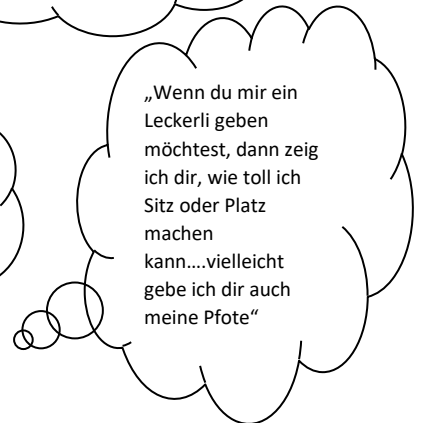 „Wenn du mir ein
Leckerli geben
möchtest, dann zeig
ich dir, wie toll ich
Sitz oder Platz
machen
kann....vielleicht
gebe ich dir auch
meine Pfote“